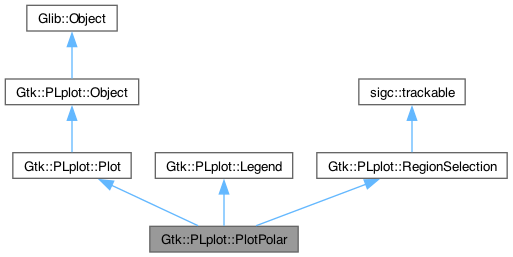 Glib::Object
Gtk::PLplot::Object
sigc::trackable
Gtk::PLplot::Plot
Gtk::PLplot::Legend
Gtk::PLplot::RegionSelection
Gtk::PLplot::PlotPolar